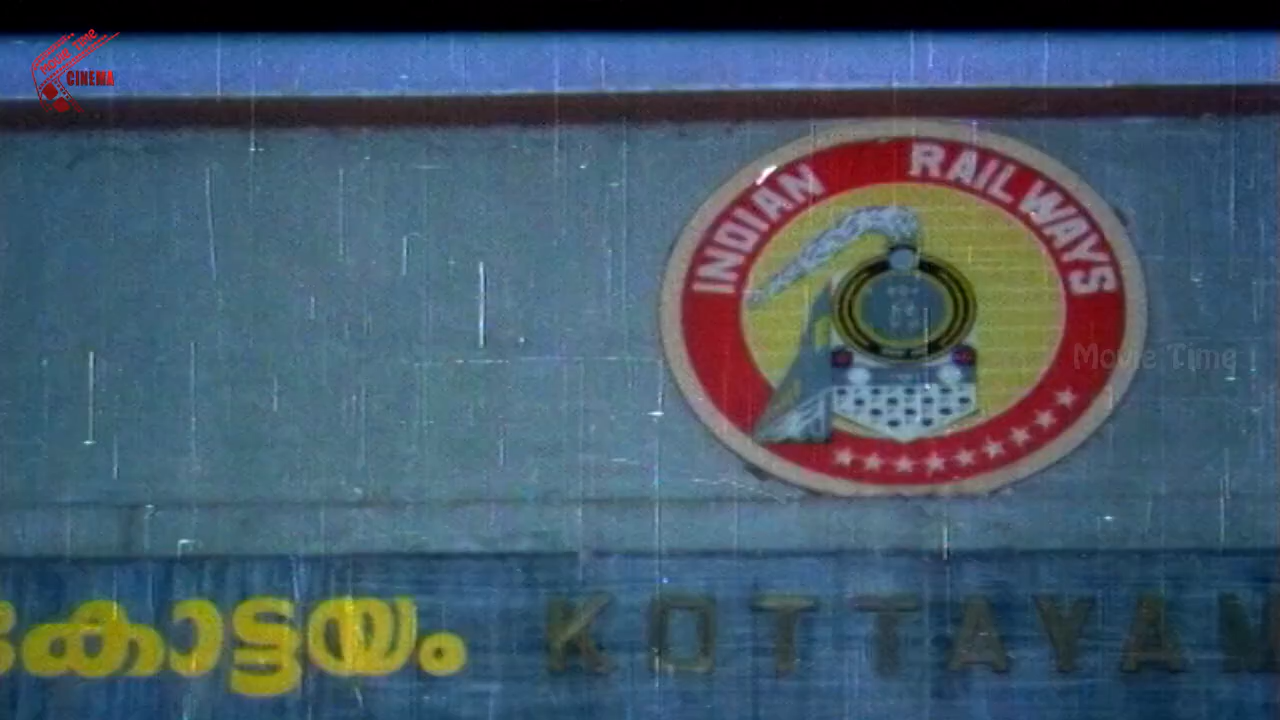 MOVIE TIME
CINEMA
INDIAN RAILWAYS
Movie Time
കോട്ടയം KOTTAYAM